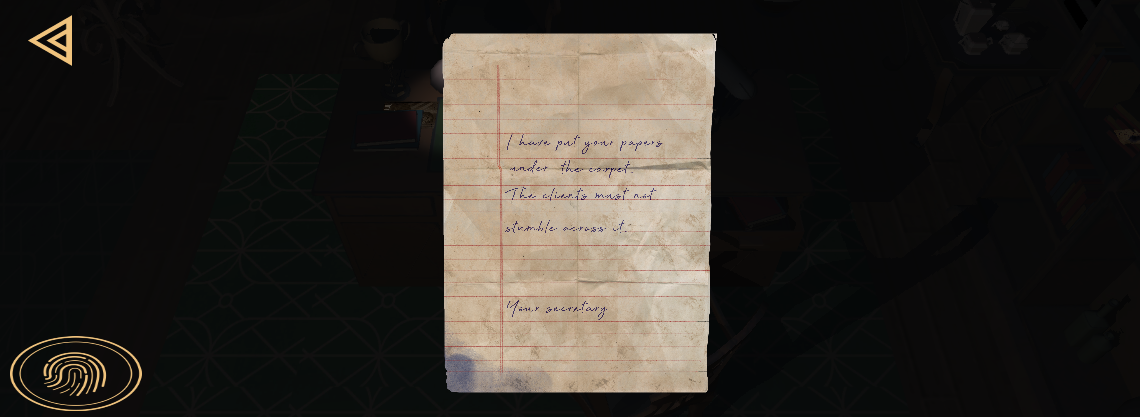 I have put your papers
under the carpet.
The clients must not
stumble across it.
Your secretary